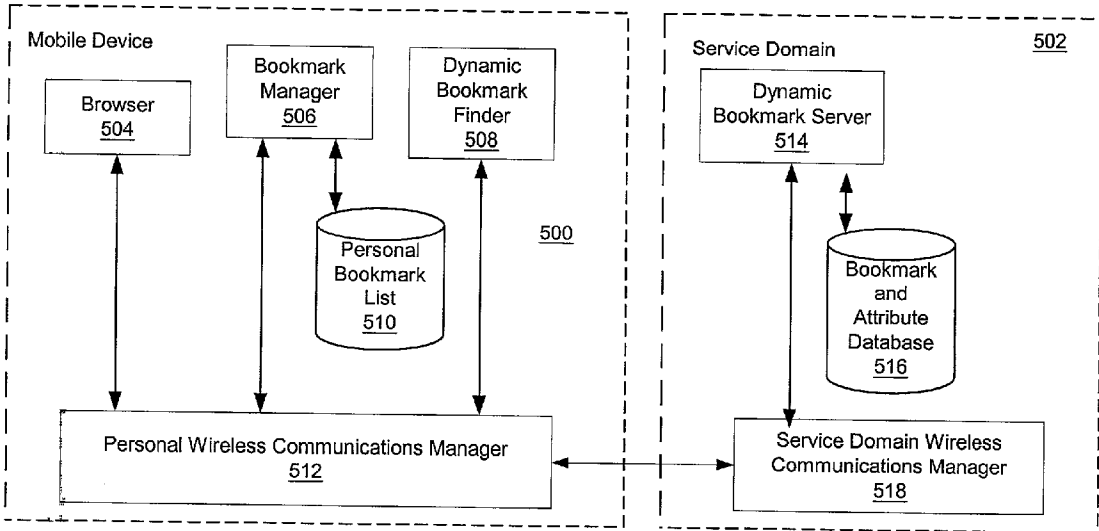 Mobile Device
Browser
504
Bookmark
Manager
506
Dynamic
Bookmark
Finder
508
Personal
Bookmark
List
510
500
Personal Wireless Communications Manager
512
Service Domain
502
Dynamic
Bookmark Server
514
Bookmark
and
Attribute
Database
516
Service Domain Wireless
Communications Manager
518